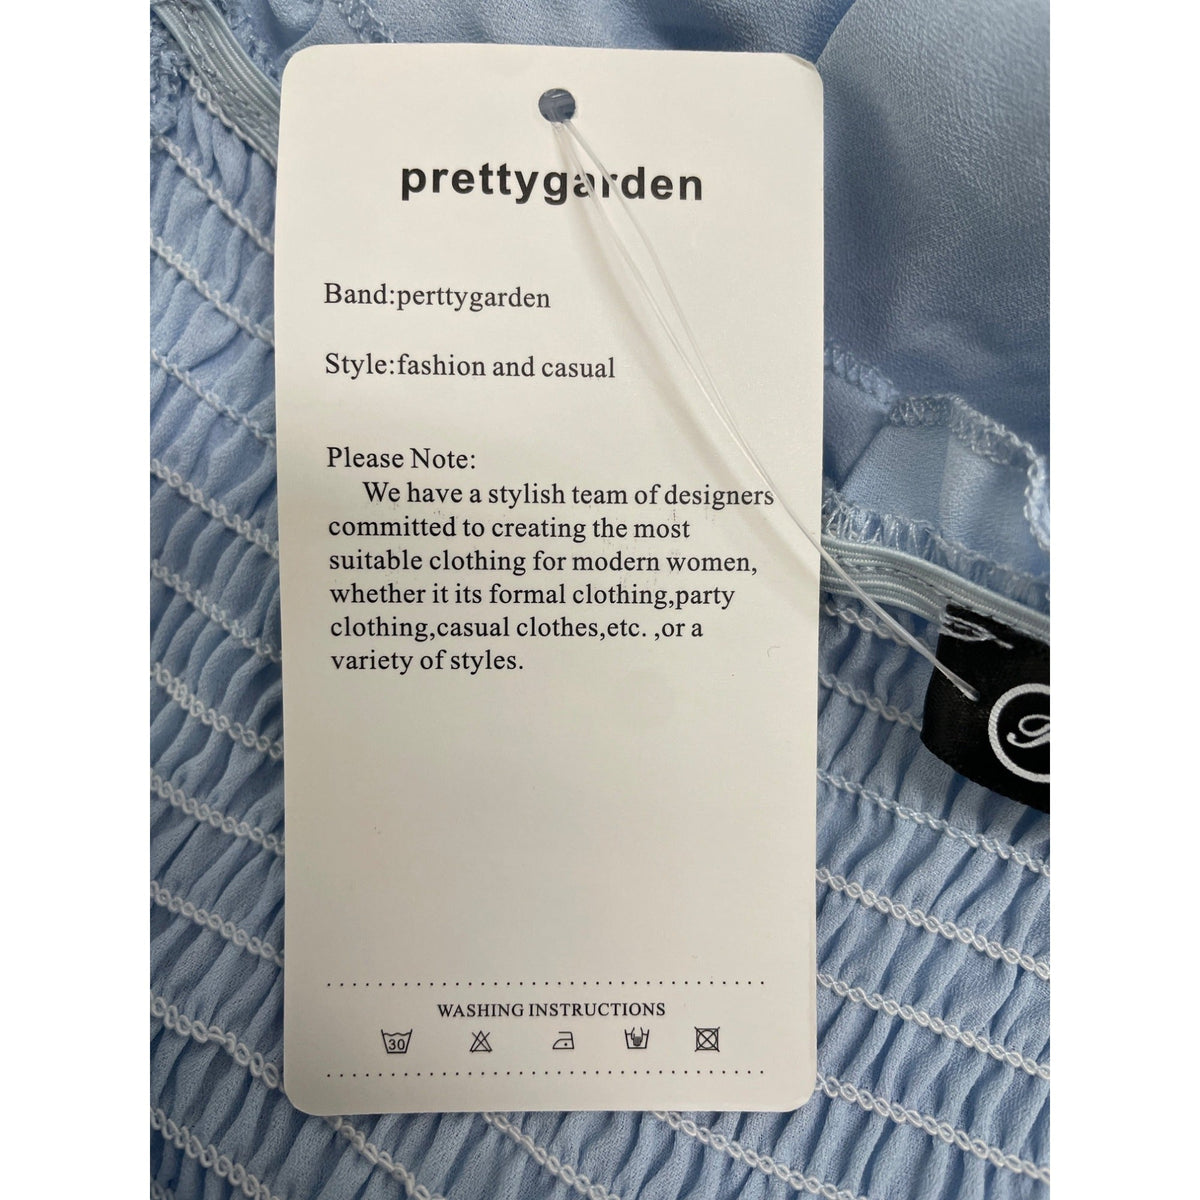 prettygarden
Band:perttygarden
Style:fashion and casual
Please Note:
We have a stylish team of designers
committed to creating the most
suitable clothing for modern women,
whether it its formal clothing,party
clothing,casual clothes,etc. ,or a
variety of styles.
WASHING INSTRUCTIONS
30